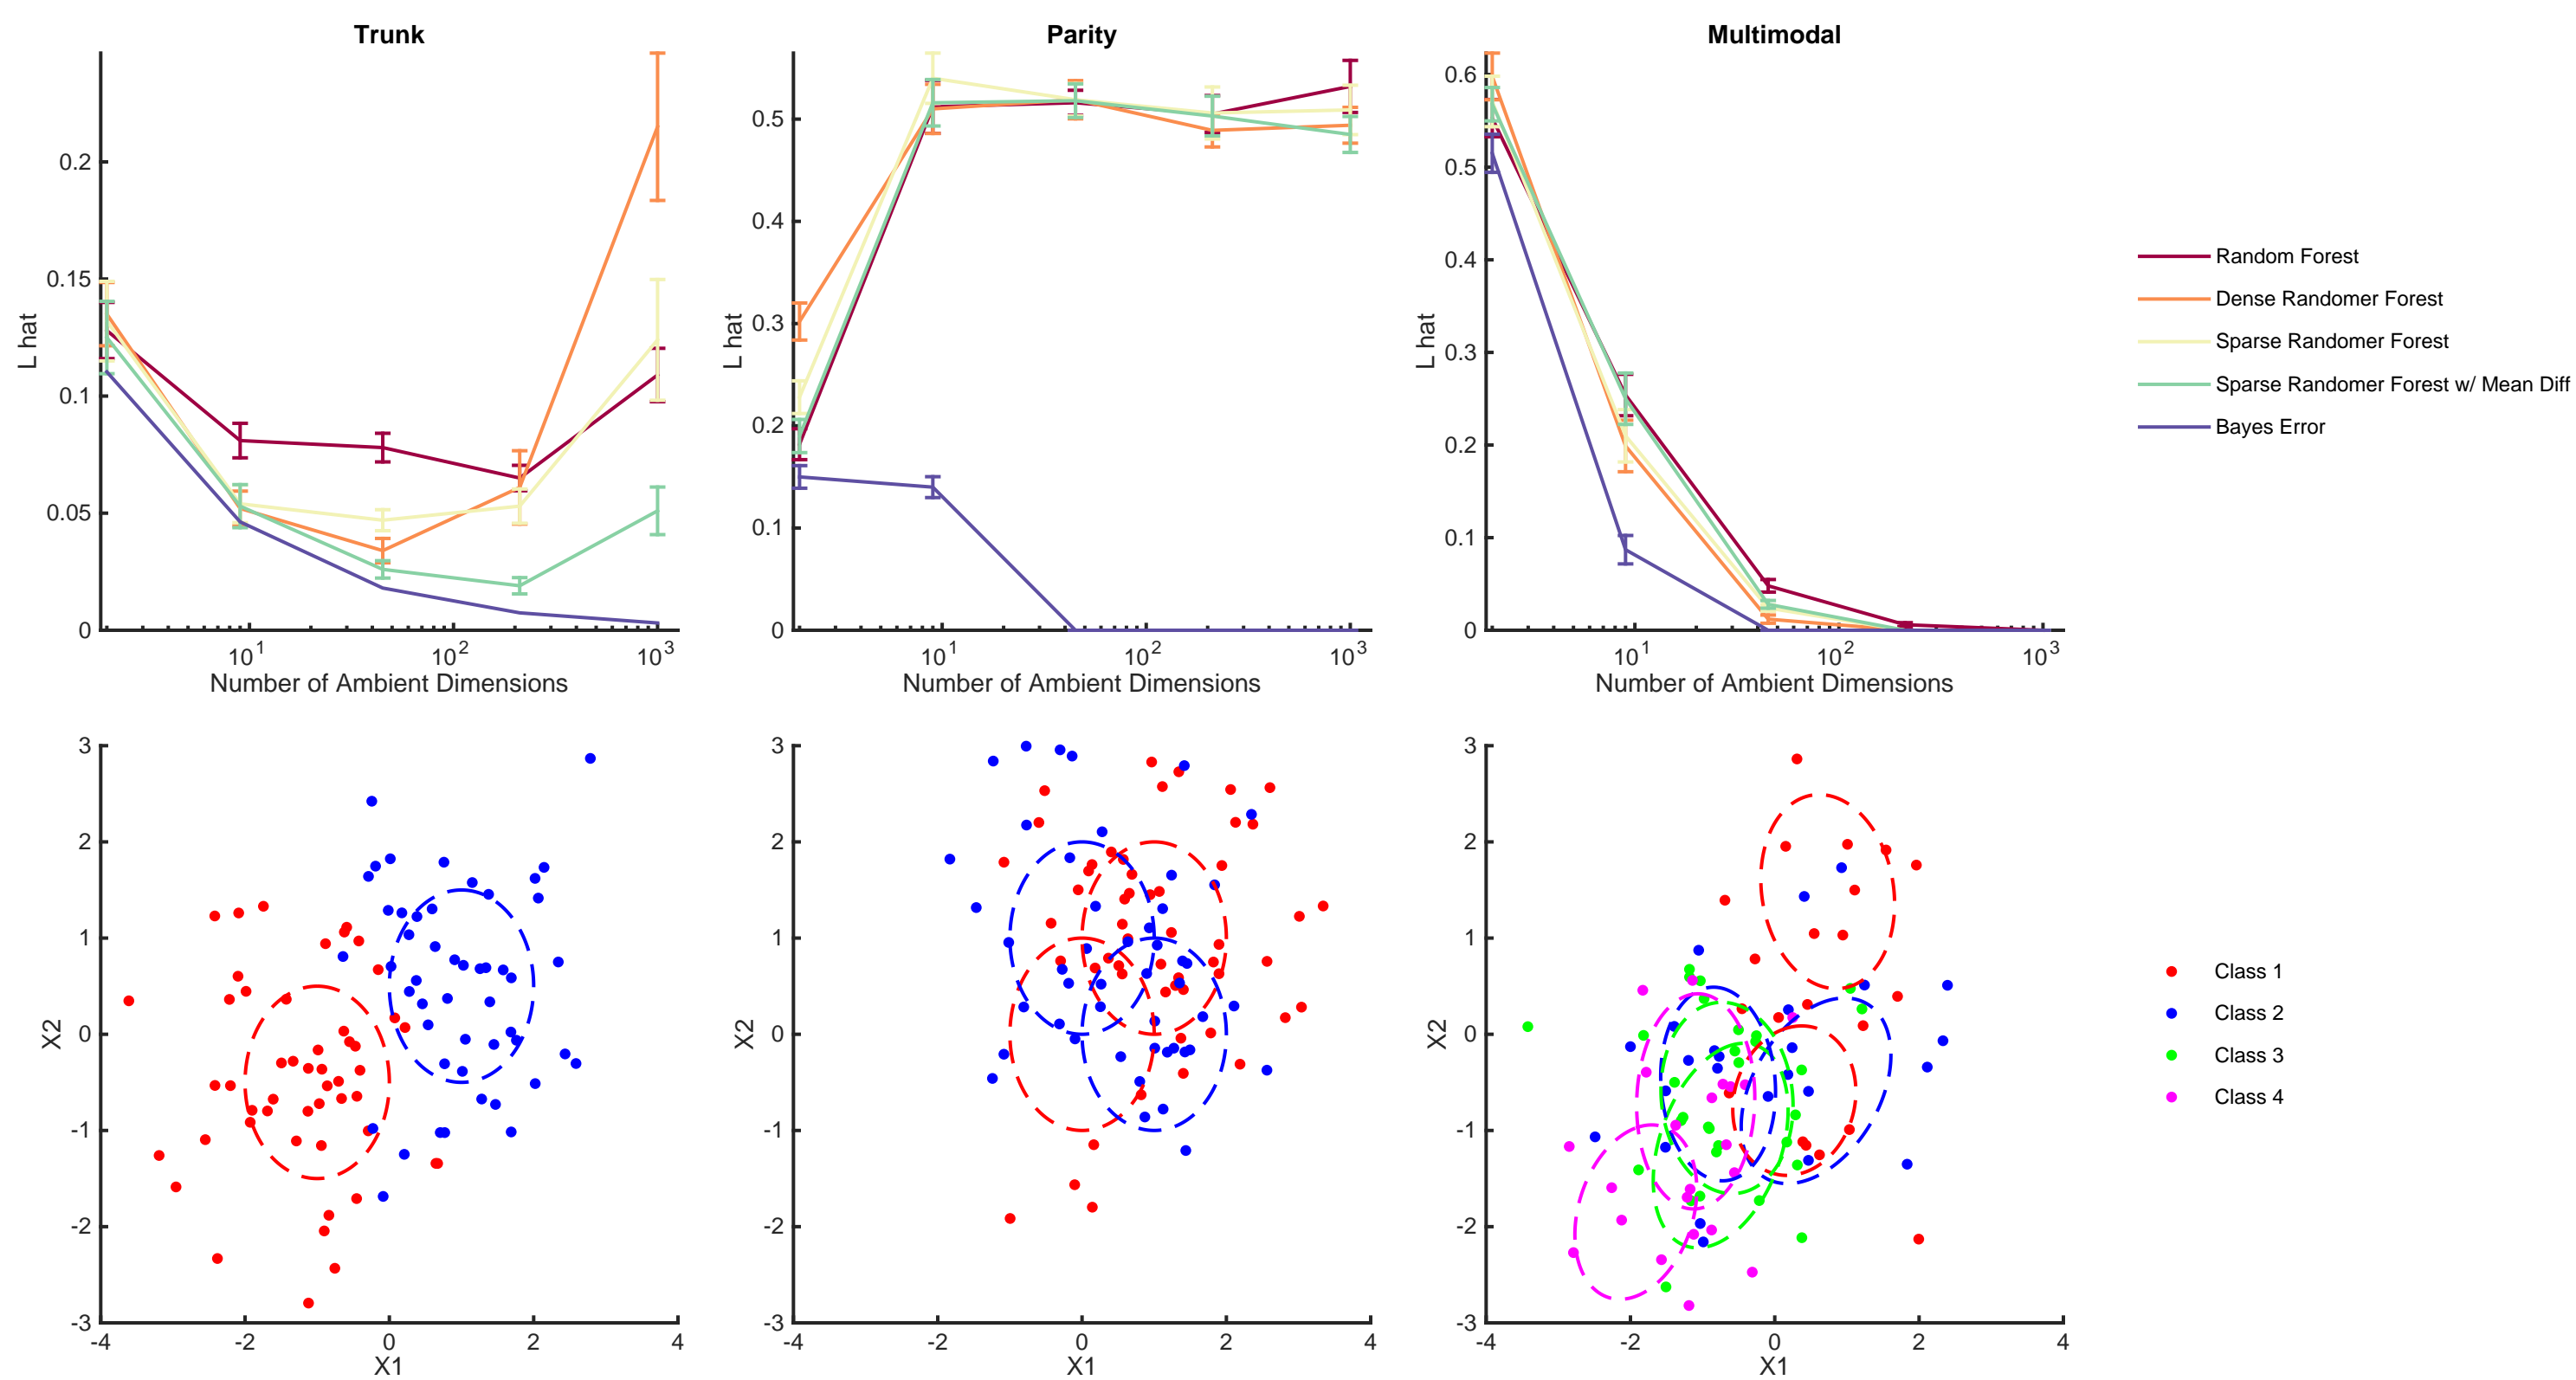 Trunk
L hat
0.2
0.15
0.1
0.05
0
10^1 10^2 10^3
Number of Ambient Dimensions
Parity
L hat
0.5
0.4
0.3
0.2
0.1
0
10^1 10^2 10^3
Number of Ambient Dimensions
Multimodal
L hat
0.6
0.5
0.4
0.3
0.2
0.1
0
10^1 10^2 10^3
Number of Ambient Dimensions
Random Forest
Dense Randomer Forest
Sparse Randomer Forest
Sparse Randomer Forest w/ Mean Diff
Bayes Error
X2
3
2
1
0
-1
-2
-3
-4 -2 0 2 4
X1
X2
3
2
1
0
-1
-2
-3
-4 -2 0 2 4
X1
X2
3
2
1
0
-1
-2
-3
-4 -2 0 2 4
X1
Class 1
Class 2
Class 3
Class 4